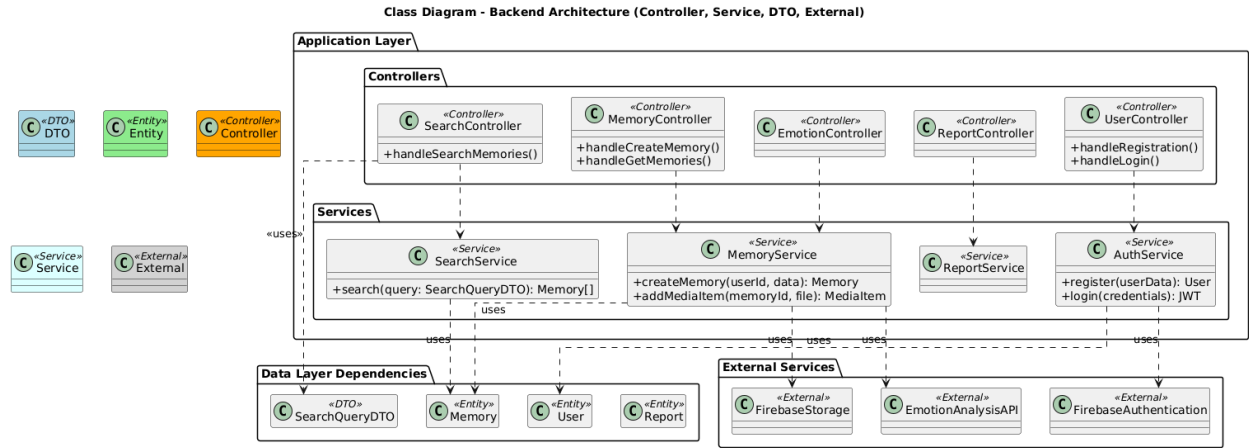 Class Diagram - Backend Architecture (Controller, Service, DTO, External)
Application Layer
Controllers
C «DTO» DTO
C «Entity» Entity
C «Controller» Controller
C «Controller» SearchController
+handleSearchMemories()
C «Controller» MemoryController
+handleCreateMemory()
+handleGetMemories()
C «Controller» EmotionController
C «Controller» ReportController
C «Controller» UserController
+handleRegistration()
+handleLogin()
Services
«uses»
C «Service» Service
C «External» External
C «Service» SearchService
+search(query: SearchQueryDTO): Memory[]
C «Service» MemoryService
+createMemory(userId, data): Memory
+addMediaItem(memoryId, file): MediaItem
C «Service» ReportService
C «Service» AuthService
+register(userData): User
+login(credentials): JWT
uses
uses
uses
uses
uses
uses
Data Layer Dependencies
C «DTO» SearchQueryDTO
C «Entity» Memory
C «Entity» User
C «Entity» Report
External Services
C «External» FirebaseStorage
C «External» EmotionAnalysisAPI
C «External» FirebaseAuthentication